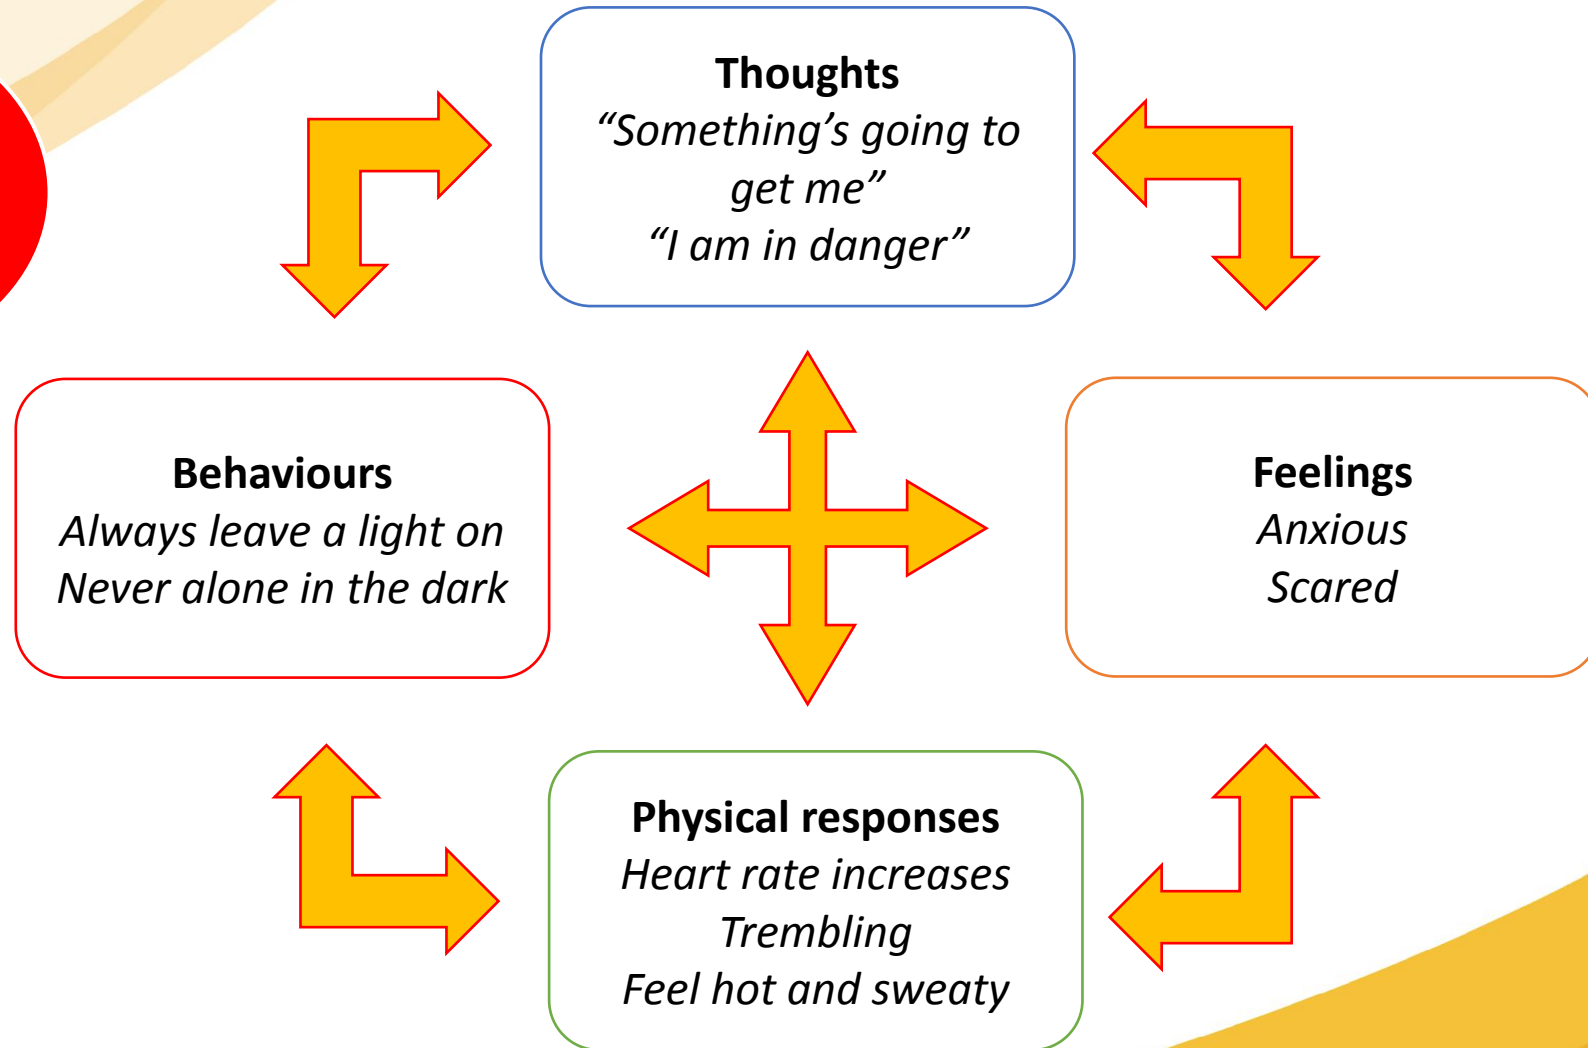 Thoughts
“Something’s going to
get me”
“I am in danger”
Behaviours
Always leave a light on
Never alone in the dark
Feelings
Anxious
Scared
Physical responses
Heart rate increases
Trembling
Feel hot and sweaty